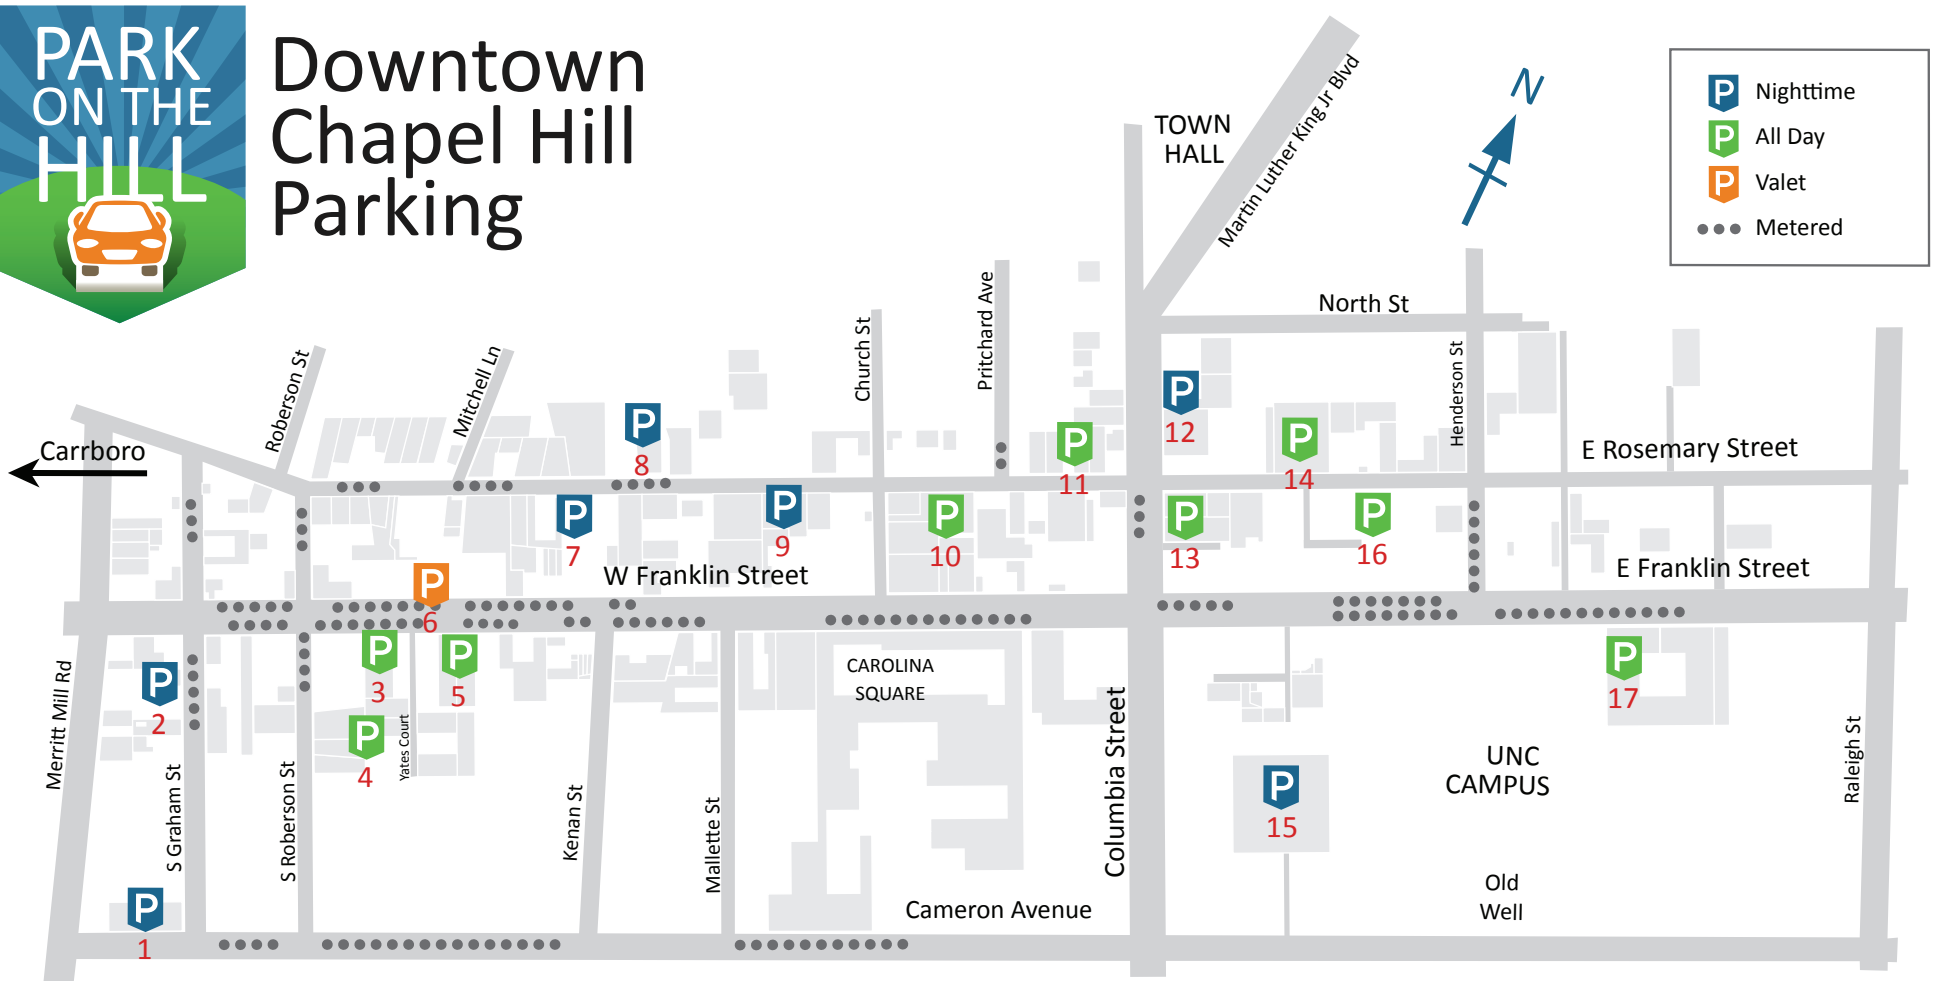 PARK
ON THE
HILL
Downtown
Chapel Hill
Parking
P Nighttime
P All Day
P Valet
Metered
N
TOWN
HALL
Martin Luther King Jr Blvd
North St
Pritchard Ave
Church St
Mitchell Ln
Roberson St
Henderson St
Carrboro
E Rosemary Street
P
8
P
11
P
12
P
14
P
7
P
9
P
10
P
13
P
16
W Franklin Street
E Franklin Street
P
6
P
3
P
5
P
2
P
4
P
17
CAROLINA
SQUARE
Merritt Mill Rd
S Graham St
S Roberson St
Yates Court
Kenan St
Mallette St
Columbia Street
UNC
CAMPUS
Raleigh St
P
15
Old
Well
P
1
Cameron Avenue